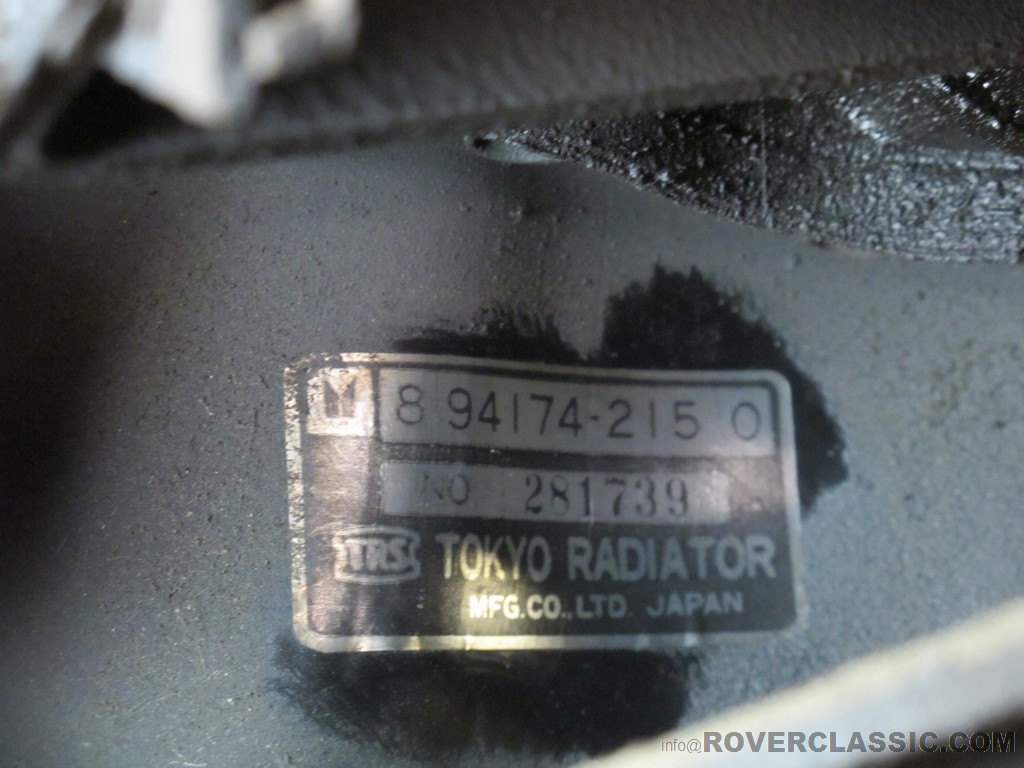 8 94174-215 0
NO 281739
TRS TOKYO RADIATOR
MFG.CO.,LTD. JAPAN
info@ROVERCLASSIC.COM